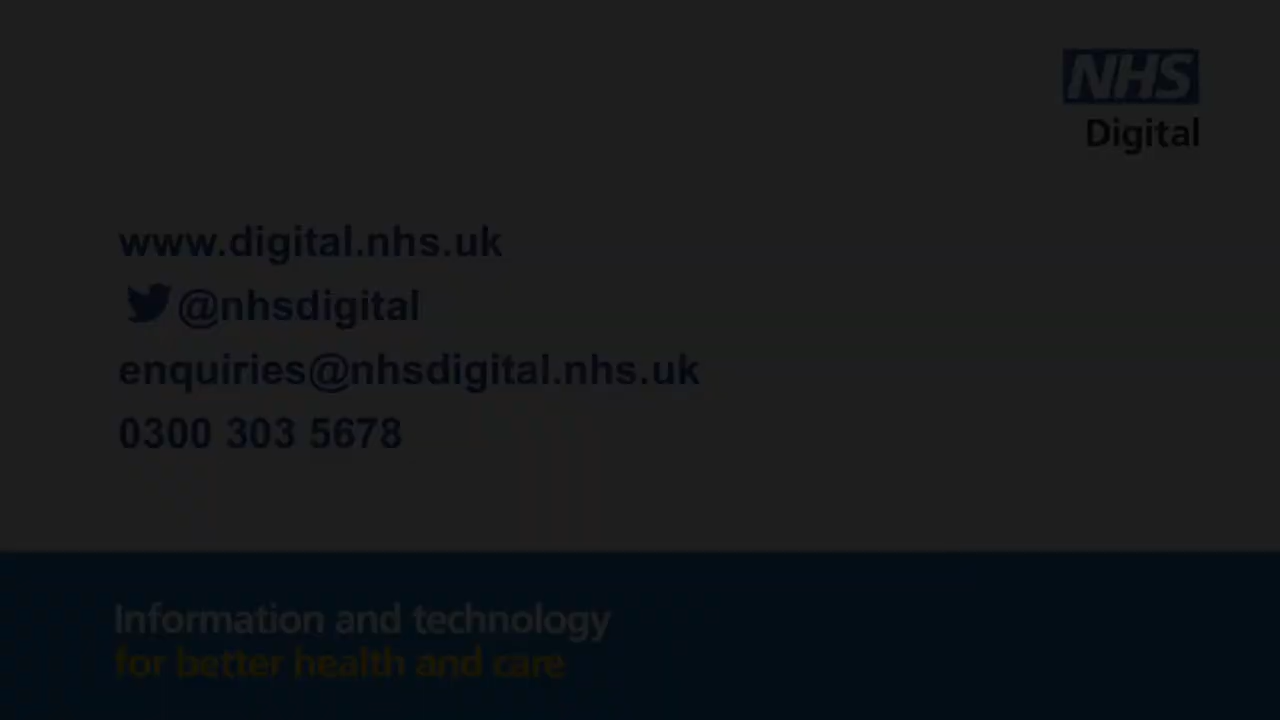 NHS
Digital
www.digital.nhs.uk
@nhsdigital
enquiries@nhsdigital.nhs.uk
0300 303 5678
Information and technology
for better health and care